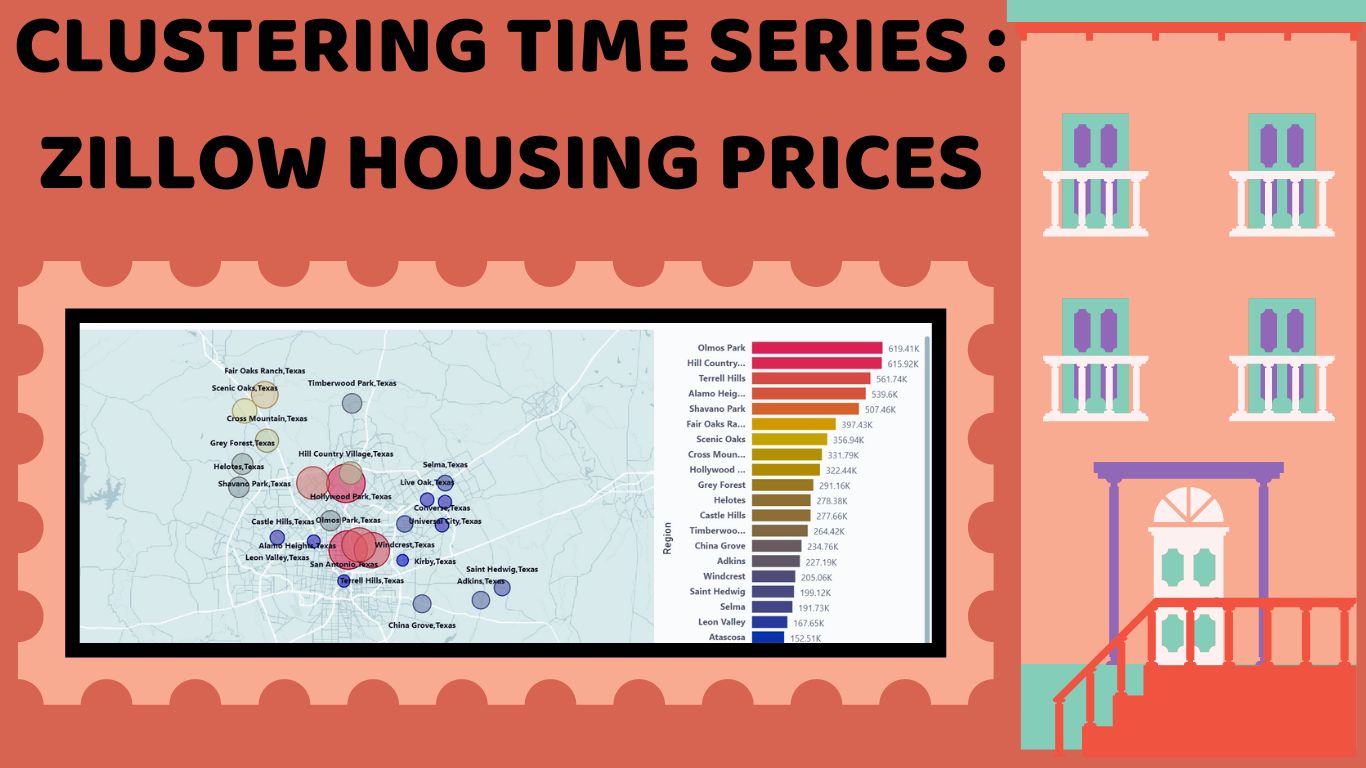 CLUSTERING TIME SERIES :
ZILLOW HOUSING PRICES
Fair Oaks Ranch,Texas
Scenic Oaks,Texas
Timberwood Park,Texas
Cross Mountain,Texas
Grey Forest,Texas
Hill Country Village,Texas
Helotes,Texas
Selma,Texas
Shavano Park,Texas
Live Oak,Texas
Hollywood Park,Texas
Converse,Texas
Castle Hills,Texas
Olmos Park,Texas
Universal City,Texas
Alamo Heights,Texas
Windcrest,Texas
Leon Valley,Texas
San Antonio,Texas
Kirby,Texas
Saint Hedwig,Texas
Terrell Hills,Texas
Adkins,Texas
China Grove,Texas
Region
Olmos Park 619.41K
Hill Country... 615.92K
Terrell Hills 561.74K
Alamo Heig... 539.6K
Shavano Park 507.46K
Fair Oaks Ra... 397.43K
Scenic Oaks 356.94K
Cross Moun... 331.79K
Hollywood ... 322.44K
Grey Forest 291.16K
Helotes 278.38K
Castle Hills 277.66K
Timberwoo... 264.42K
China Grove 234.76K
Adkins 227.19K
Windcrest 205.06K
Saint Hedwig 199.12K
Selma 191.73K
Leon Valley 167.65K
Atascosa 152.51K